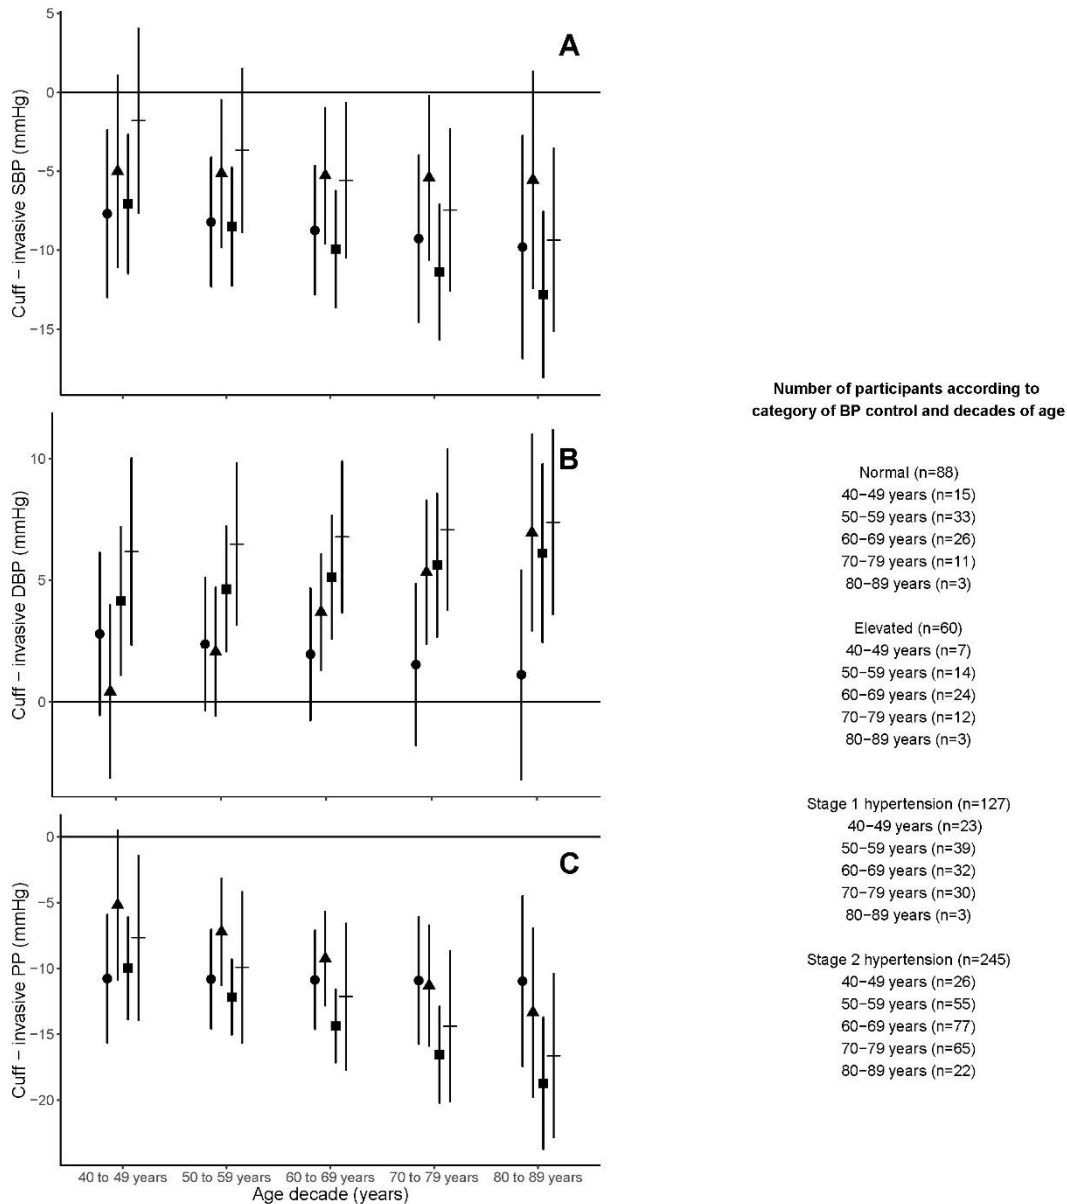 A
Cuff − invasive SBP (mmHg)
5
0
−5
−10
−15
B
Cuff − invasive DBP (mmHg)
10
5
0
C
Cuff − invasive PP (mmHg)
0
−5
−10
−15
−20
40 to 49 years 50 to 59 years 60 to 69 years 70 to 79 years 80 to 89 years
Age decade (years)
Number of participants according to
category of BP control and decades of age
Normal (n=88)
40−49 years (n=15)
50−59 years (n=33)
60−69 years (n=26)
70−79 years (n=11)
80−89 years (n=3)
Elevated (n=60)
40−49 years (n=7)
50−59 years (n=14)
60−69 years (n=24)
70−79 years (n=12)
80−89 years (n=3)
Stage 1 hypertension (n=127)
40−49 years (n=23)
50−59 years (n=39)
60−69 years (n=32)
70−79 years (n=30)
80−89 years (n=3)
Stage 2 hypertension (n=245)
40−49 years (n=26)
50−59 years (n=55)
60−69 years (n=77)
70−79 years (n=65)
80−89 years (n=22)